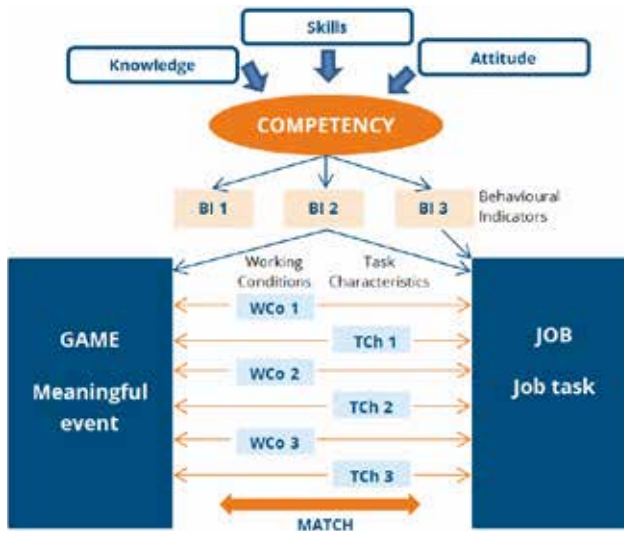 Skills
Knowledge
Attitude
COMPETENCY
BI 1
BI 2
BI 3
Behavioural
Indicators
Working
Conditions
Task
Characteristics
WCo 1
TCh 1
WCo 2
TCh 2
WCo 3
TCh 3
GAME
Meaningful
event
JOB
Job task
MATCH